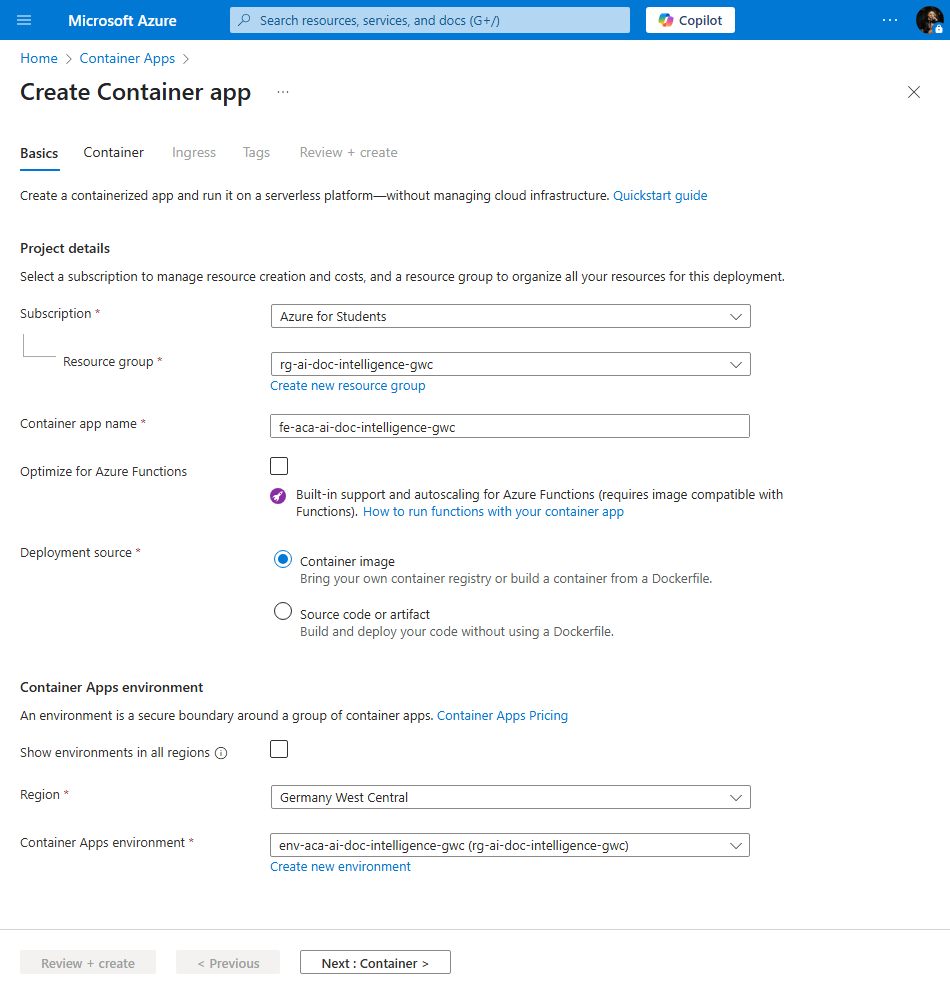 Microsoft Azure
Search resources, services, and docs (G+/)
Copilot
...
Home > Container Apps >
Create Container app ...
Basics Container Ingress Tags Review + create
Create a containerized app and run it on a serverless platform—without managing cloud infrastructure. Quickstart guide
Project details
Select a subscription to manage resource creation and costs, and a resource group to organize all your resources for this deployment.
Subscription *
Azure for Students
Resource group *
rg-ai-doc-intelligence-gwc
Create new resource group
Container app name *
fe-aca-ai-doc-intelligence-gwc
Optimize for Azure Functions
Built-in support and autoscaling for Azure Functions (requires image compatible with
Functions). How to run functions with your container app
Deployment source *
Container image
Bring your own container registry or build a container from a Dockerfile.
Source code or artifact
Build and deploy your code without using a Dockerfile.
Container Apps environment
An environment is a secure boundary around a group of container apps. Container Apps Pricing
Show environments in all regions
Region *
Germany West Central
Container Apps environment *
env-aca-ai-doc-intelligence-gwc (rg-ai-doc-intelligence-gwc)
Create new environment
Review + create
< Previous
Next : Container >